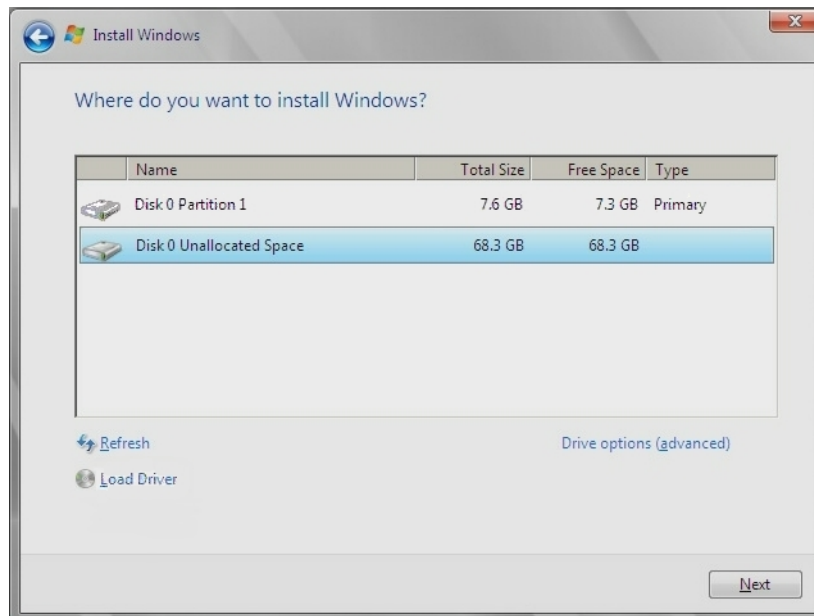 Install Windows
Where do you want to install Windows?
Name Total Size Free Space Type
Disk 0 Partition 1 7.6 GB 7.3 GB Primary
Disk 0 Unallocated Space 68.3 GB 68.3 GB
Refresh Drive options (advanced)
Load Driver
Next